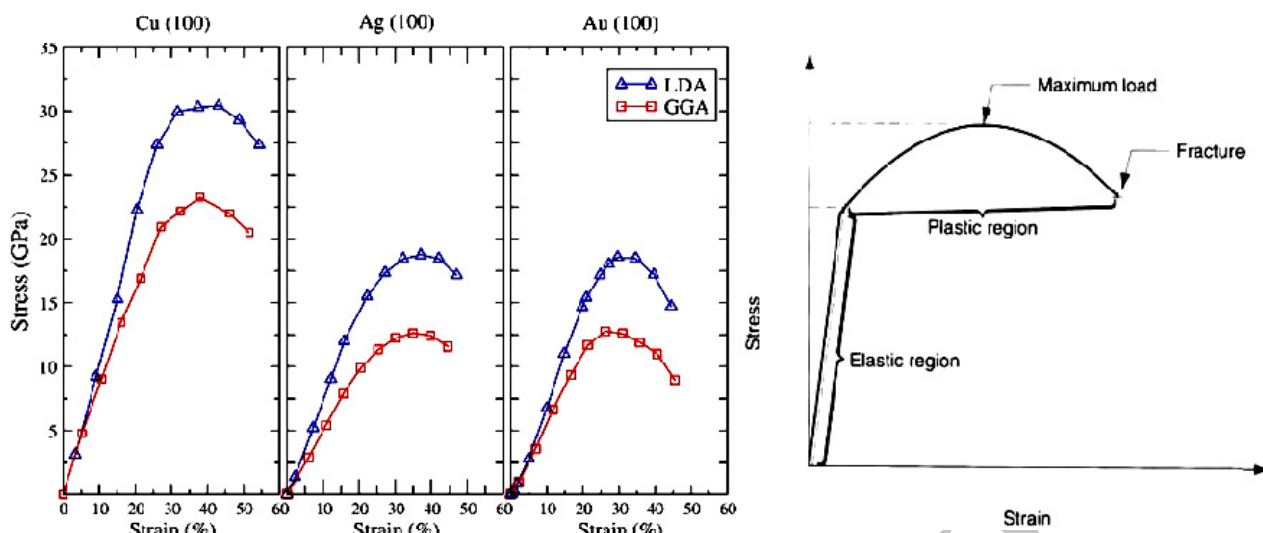 Cu (100)
Ag (100)
Au (100)
35
30
25
20
15
10
5
Stress (GPa)
LDA
GGA
0 10 20 30 40 50 60
10 20 30 40 50 60
10 20 30 40 50 60
Strain (%)
Strain (%)
Strain (%)
Maximum load
Fracture
Plastic region
Elastic region
Stress
Strain